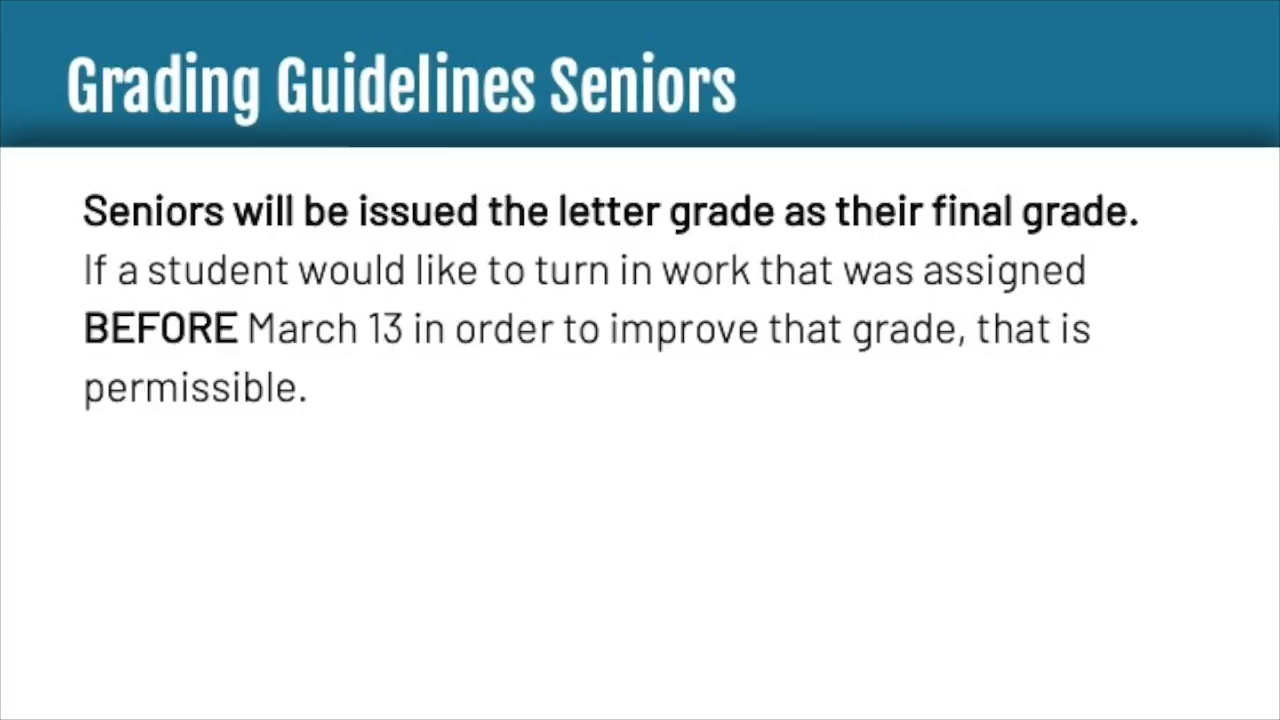 Grading Guidelines Seniors
Seniors will be issued the letter grade as their final grade.
If a student would like to turn in work that was assigned
BEFORE March 13 in order to improve that grade, that is
permissible.